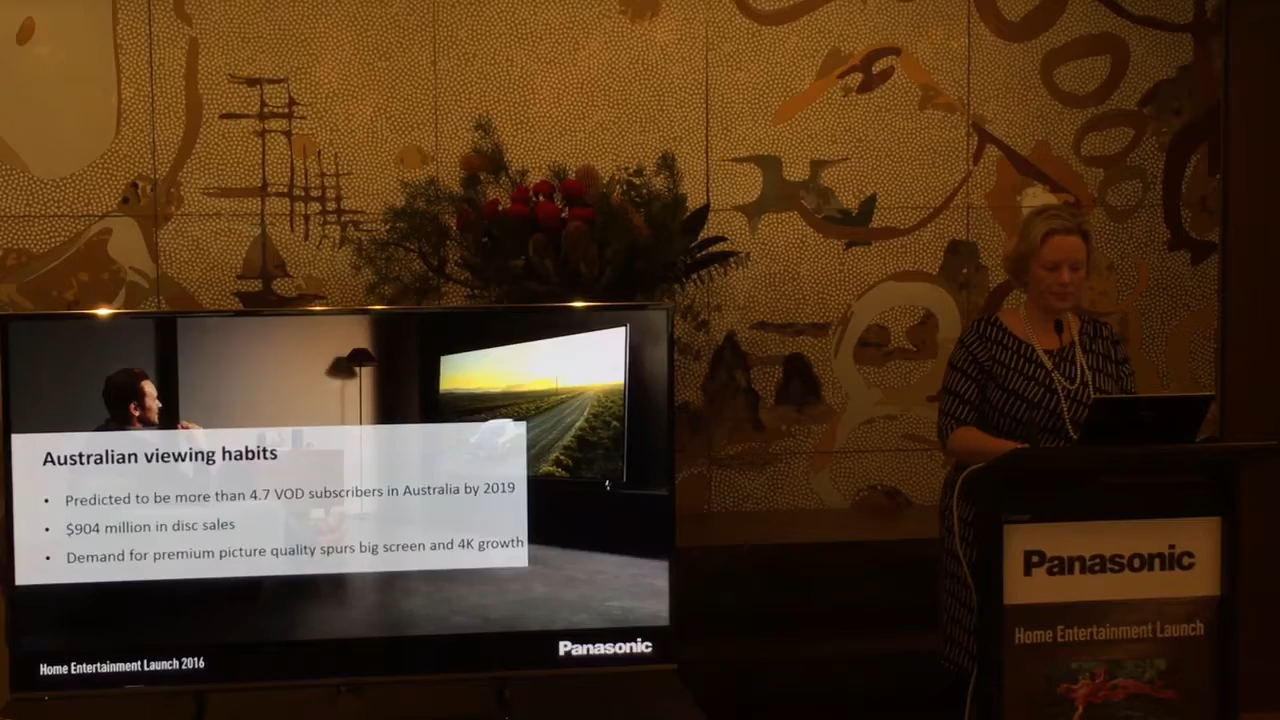 Australian viewing habits
• Predicted to be more than 4.7 VOD subscribers in Australia by 2019
• $904 million in disc sales
• Demand for premium picture quality spurs big screen and 4K growth
Home Entertainment Launch 2016
Panasonic
Panasonic
Home Entertainment Launch